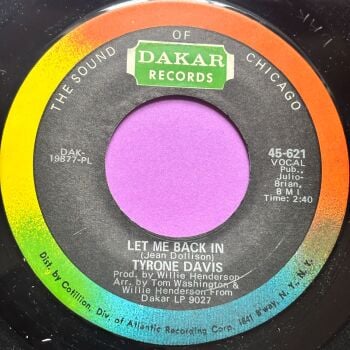 THE SOUND OF CHICAGO
DAKAR
RECORDS
DAK-
19877-PL
45-621
VOCAL
Pub.,
Julio-
Brian,
B M I
Time: 2:40
LET ME BACK IN
(Jean Dollison)
TYRONE DAVIS
Prod. by Willie Henderson
Arr. by Tom Washington &
Willie Henderson From
Dakar LP 9027
Dist. by Cotillion, Div. of Atlantic Recording Corp. 1841 B'way, N.Y., N.Y.